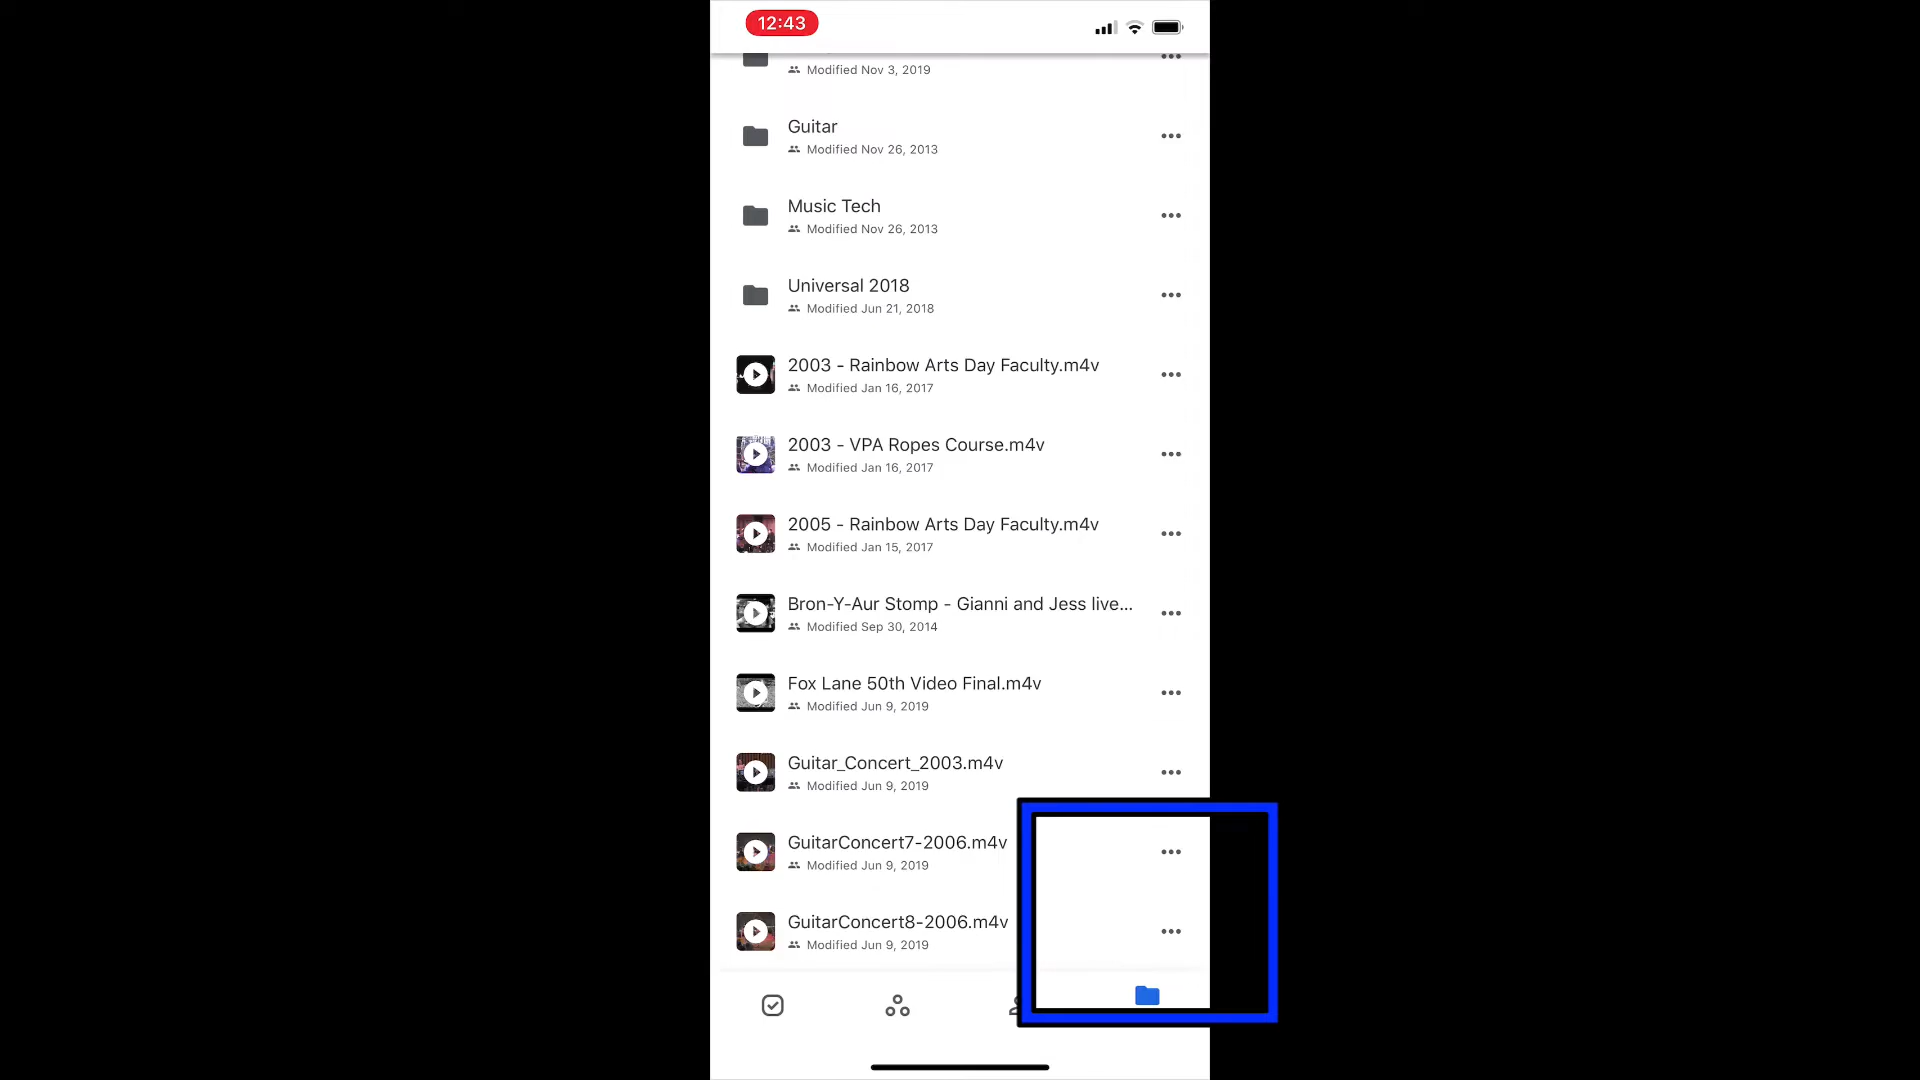 12:43
Modified Nov 3, 2019
Guitar
Modified Nov 26, 2013
Music Tech
Modified Nov 26, 2013
Universal 2018
Modified Jun 21, 2018
2003 - Rainbow Arts Day Faculty.m4v
Modified Jan 16, 2017
2003 - VPA Ropes Course.m4v
Modified Jan 16, 2017
2005 - Rainbow Arts Day Faculty.m4v
Modified Jan 15, 2017
Bron-Y-Aur Stomp - Gianni and Jess live...
Modified Sep 30, 2014
Fox Lane 50th Video Final.m4v
Modified Jun 9, 2019
Guitar_Concert_2003.m4v
Modified Jun 9, 2019
GuitarConcert7-2006.m4v
Modified Jun 9, 2019
GuitarConcert8-2006.m4v
Modified Jun 9, 2019